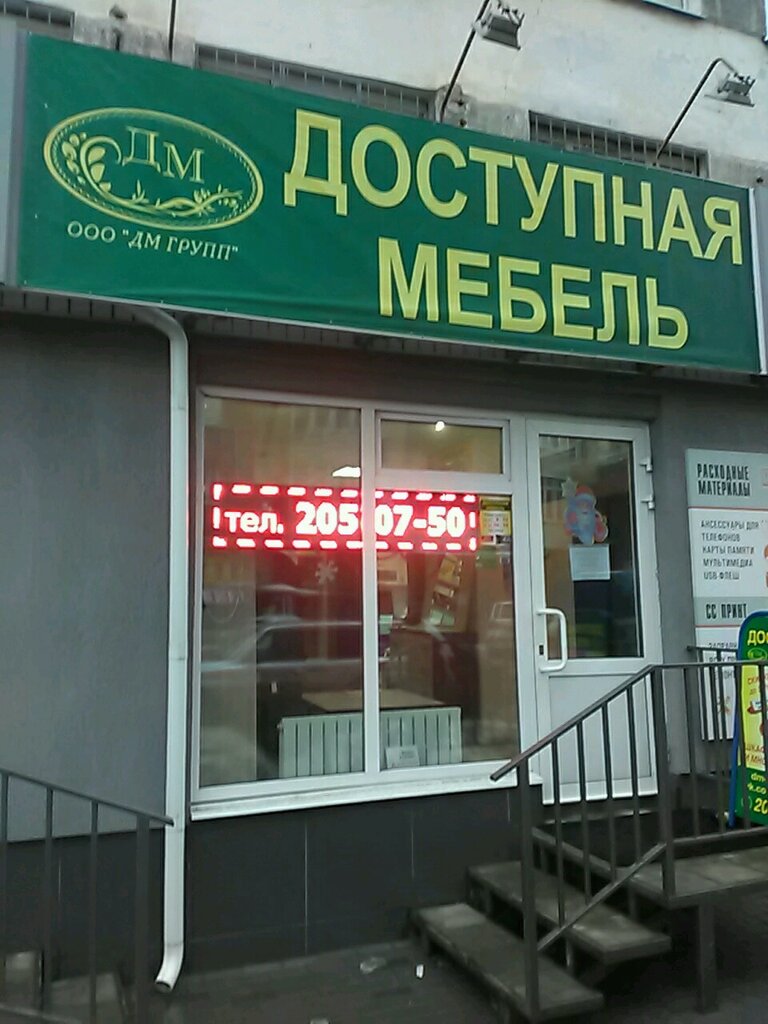 ДМ
ООО "ДМ ГРУПП"
ДОСТУПНАЯ
МЕБЕЛЬ
тел. 205-07-50
РАСХОДНЫЕ
МАТЕРИАЛЫ
АКСЕССУАРЫ ДЛЯ
ТЕЛЕФОНОВ
КАРТЫ ПАМЯТИ
МУЛЬТИМЕДИА
USB ФЛЕШ
СС ПРИНТ